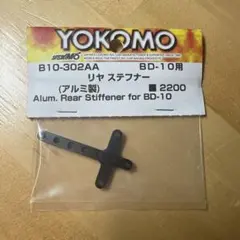 YOKOMO
B10-302AA BD-10用
リヤ ステフナー
(アルミ製) ■2200
Alum. Rear Stiffener for BD-10